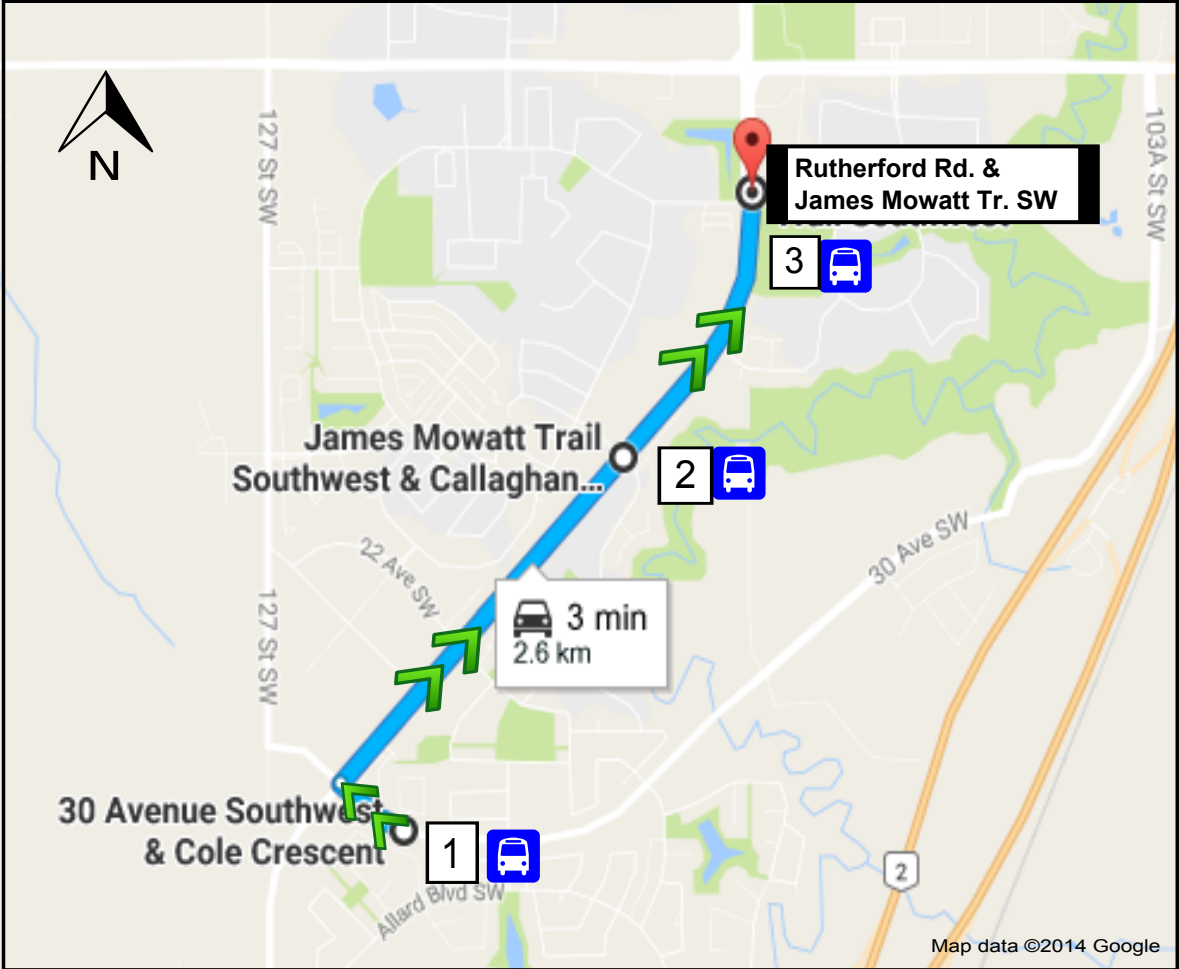 N
127 St SW
103A St SW
Rutherford Rd. &
James Mowatt Tr. SW
3
James Mowatt Trail
Southwest & Callaghan...
2
22 Ave SW
30 Ave SW
127 St SW
3 min
2.6 km
30 Avenue Southwest
& Cole Crescent
1
2
Allard Blvd SW
Map data ©2014 Google